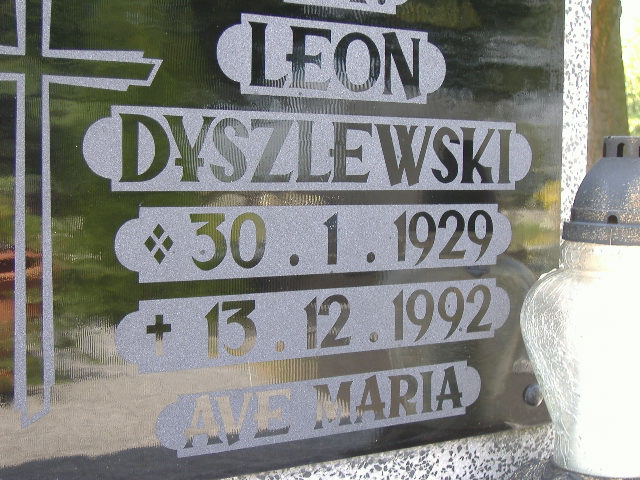 LEON
DYSZLEWSKI
30 . 1 . 1929
✝ 13 . 12 . 1992
AVE MARIA